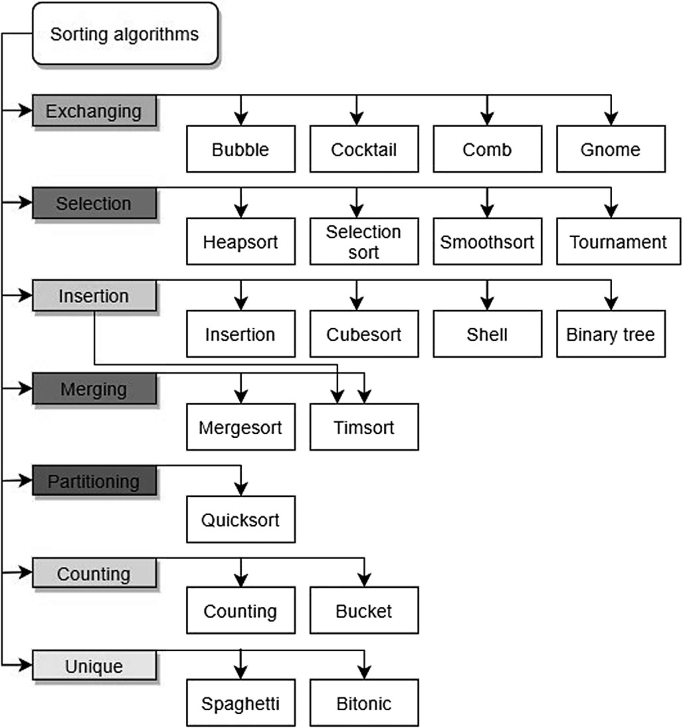 Sorting algorithms
Exchanging
Bubble
Cocktail
Comb
Gnome
Selection
Heapsort
Selection
sort
Smoothsort
Tournament
Insertion
Insertion
Cubesort
Shell
Binary tree
Merging
Mergesort
Timsort
Partitioning
Quicksort
Counting
Counting
Bucket
Unique
Spaghetti
Bitonic